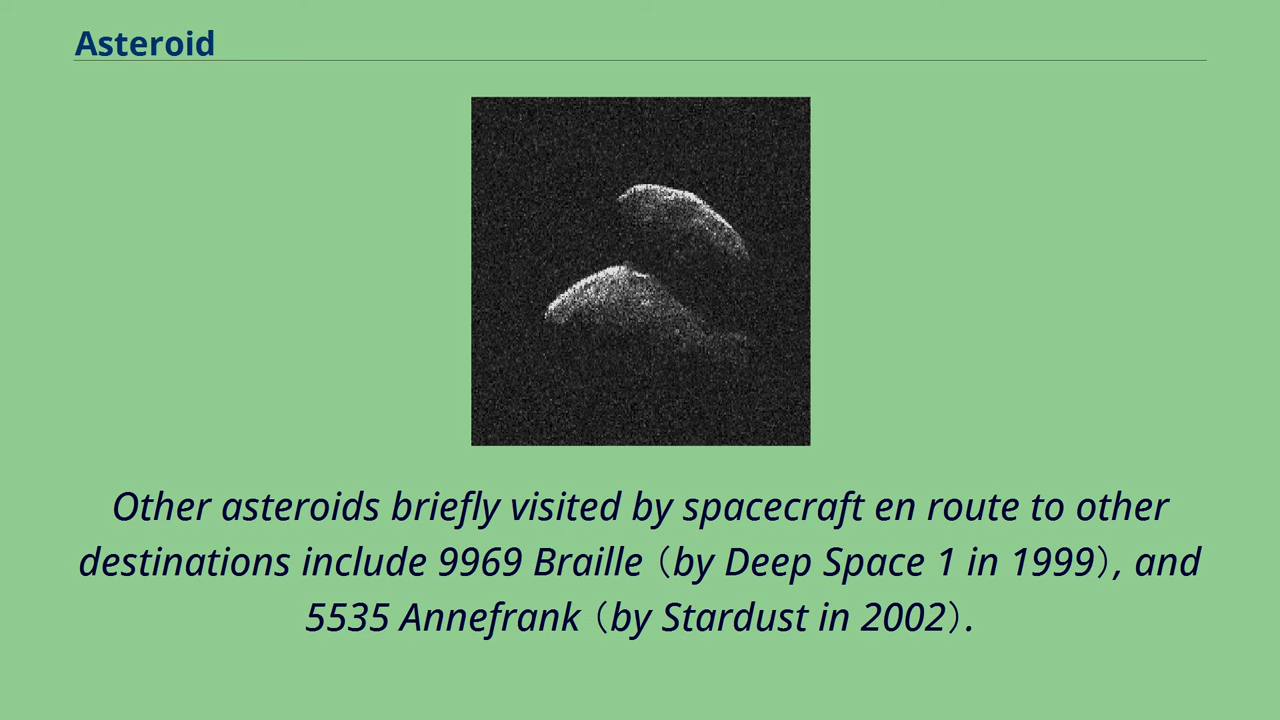 Asteroid
Other asteroids briefly visited by spacecraft en route to other
destinations include 9969 Braille（by Deep Space 1 in 1999）, and
5535 Annefrank（by Stardust in 2002）.